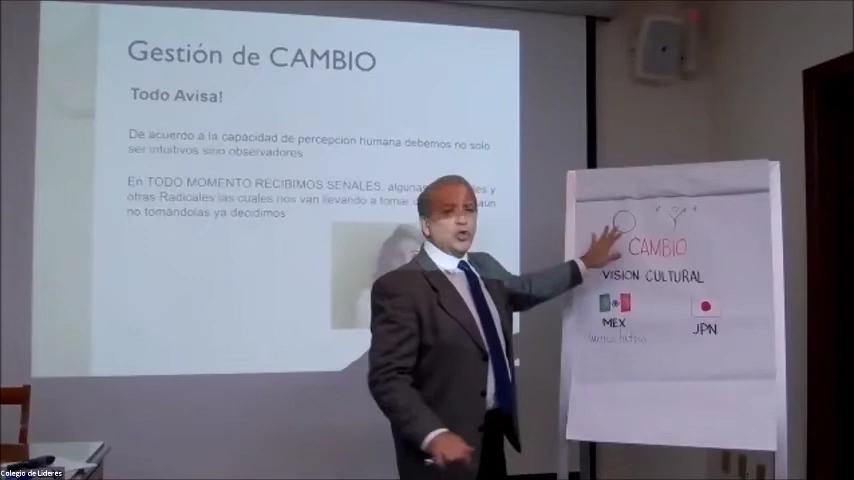 Gestión de CAMBIO
Todo Avisa!
De acuerdo a la capacidad de percepción humana debemos no solo
ser intuitivos sino observadores.
En TODO MOMENTO RECIBIMOS SEÑALES, algunas y
otras Radicales las cuales nos van llevando a tomar aún
no tomándolas ya decidimos
CAMBIO
VISION CULTURAL
MEX
JPN
Colegio de Lideres